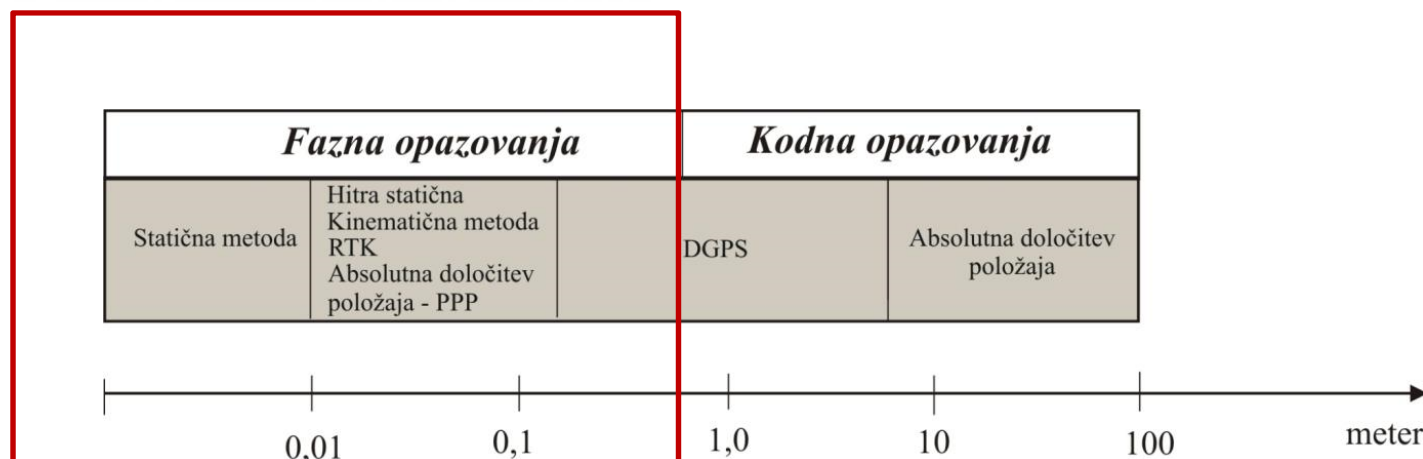 Fazna opazovanja
Kodna opazovanja
Statična metoda
Hitra statična
Kinematična metoda
RTK
Absolutna določitev
položaja - PPP
DGPS
Absolutna določitev
položaja
0,01
0,1
1,0
10
100
meter